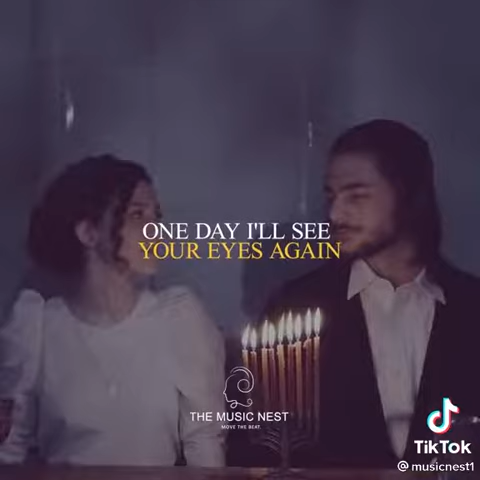 ONE DAY I'LL SEE
YOUR EYES AGAIN
THE MUSIC NEST
MOVE THE BEAT.
TikTok
@musicnest1